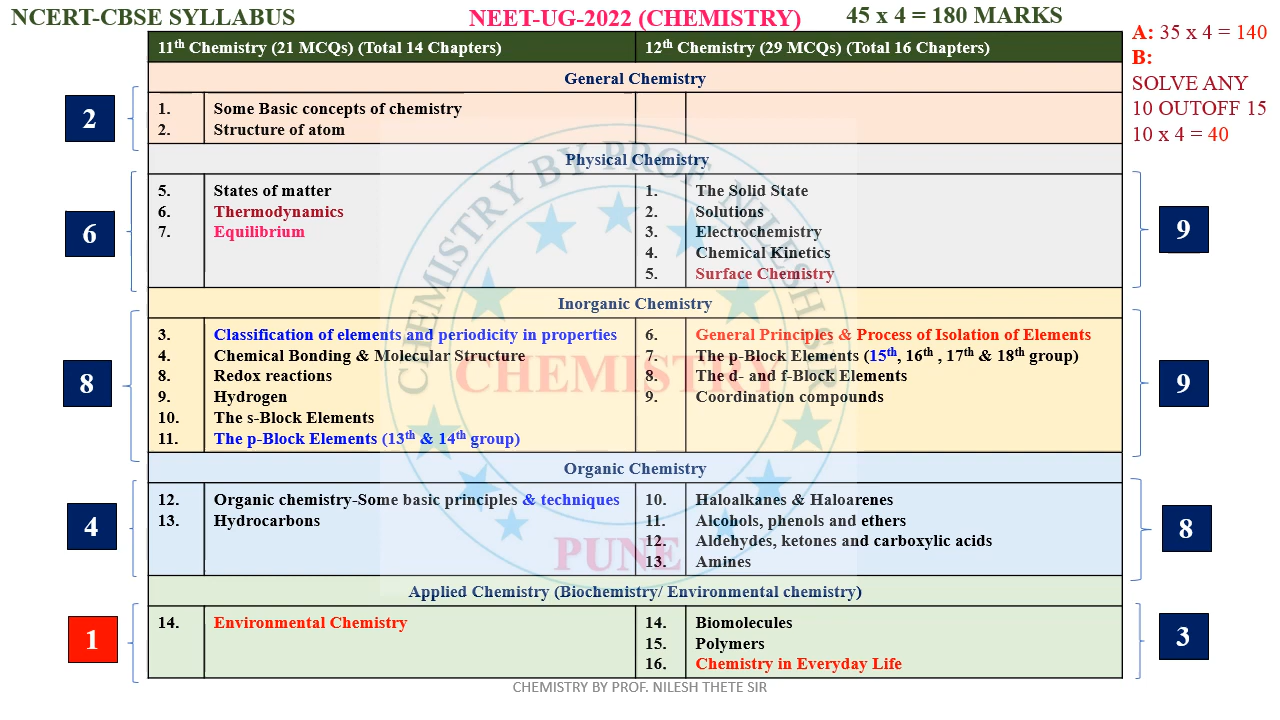 NCERT-CBSE SYLLABUS NEET-UG-2022 (CHEMISTRY) 45 x 4 = 180 MARKS
A: 35 x 4 = 140
B:
SOLVE ANY
10 OUTOFF 15
10 x 4 = 40
11th Chemistry (21 MCQs) (Total 14 Chapters) 12th Chemistry (29 MCQs) (Total 16 Chapters)
General Chemistry
2
1. Some Basic concepts of chemistry
2. Structure of atom
Physical Chemistry
6
5. States of matter 1. The Solid State
6. Thermodynamics 2. Solutions
7. Equilibrium 3. Electrochemistry
4. Chemical Kinetics
5. Surface Chemistry
9
Inorganic Chemistry
8
3. Classification of elements and periodicity in properties 6. General Principles & Process of Isolation of Elements
4. Chemical Bonding & Molecular Structure 7. The p-Block Elements (15th, 16th , 17th & 18th group)
8. Redox reactions 8. The d- and f-Block Elements
9. Hydrogen 9. Coordination compounds
10. The s-Block Elements
11. The p-Block Elements (13th & 14th group)
9
Organic Chemistry
4
12. Organic chemistry-Some basic principles & techniques 10. Haloalkanes & Haloarenes
13. Hydrocarbons 11. Alcohols, phenols and ethers
12. Aldehydes, ketones and carboxylic acids
13. Amines
8
Applied Chemistry (Biochemistry/ Environmental chemistry)
1
14. Environmental Chemistry 14. Biomolecules
15. Polymers
16. Chemistry in Everyday Life
3
CHEMISTRY BY PROF. NILESH THETE SIR
CHEMISTRY BY PROF. NILESH SIR
CHEMISTRY
PUNE